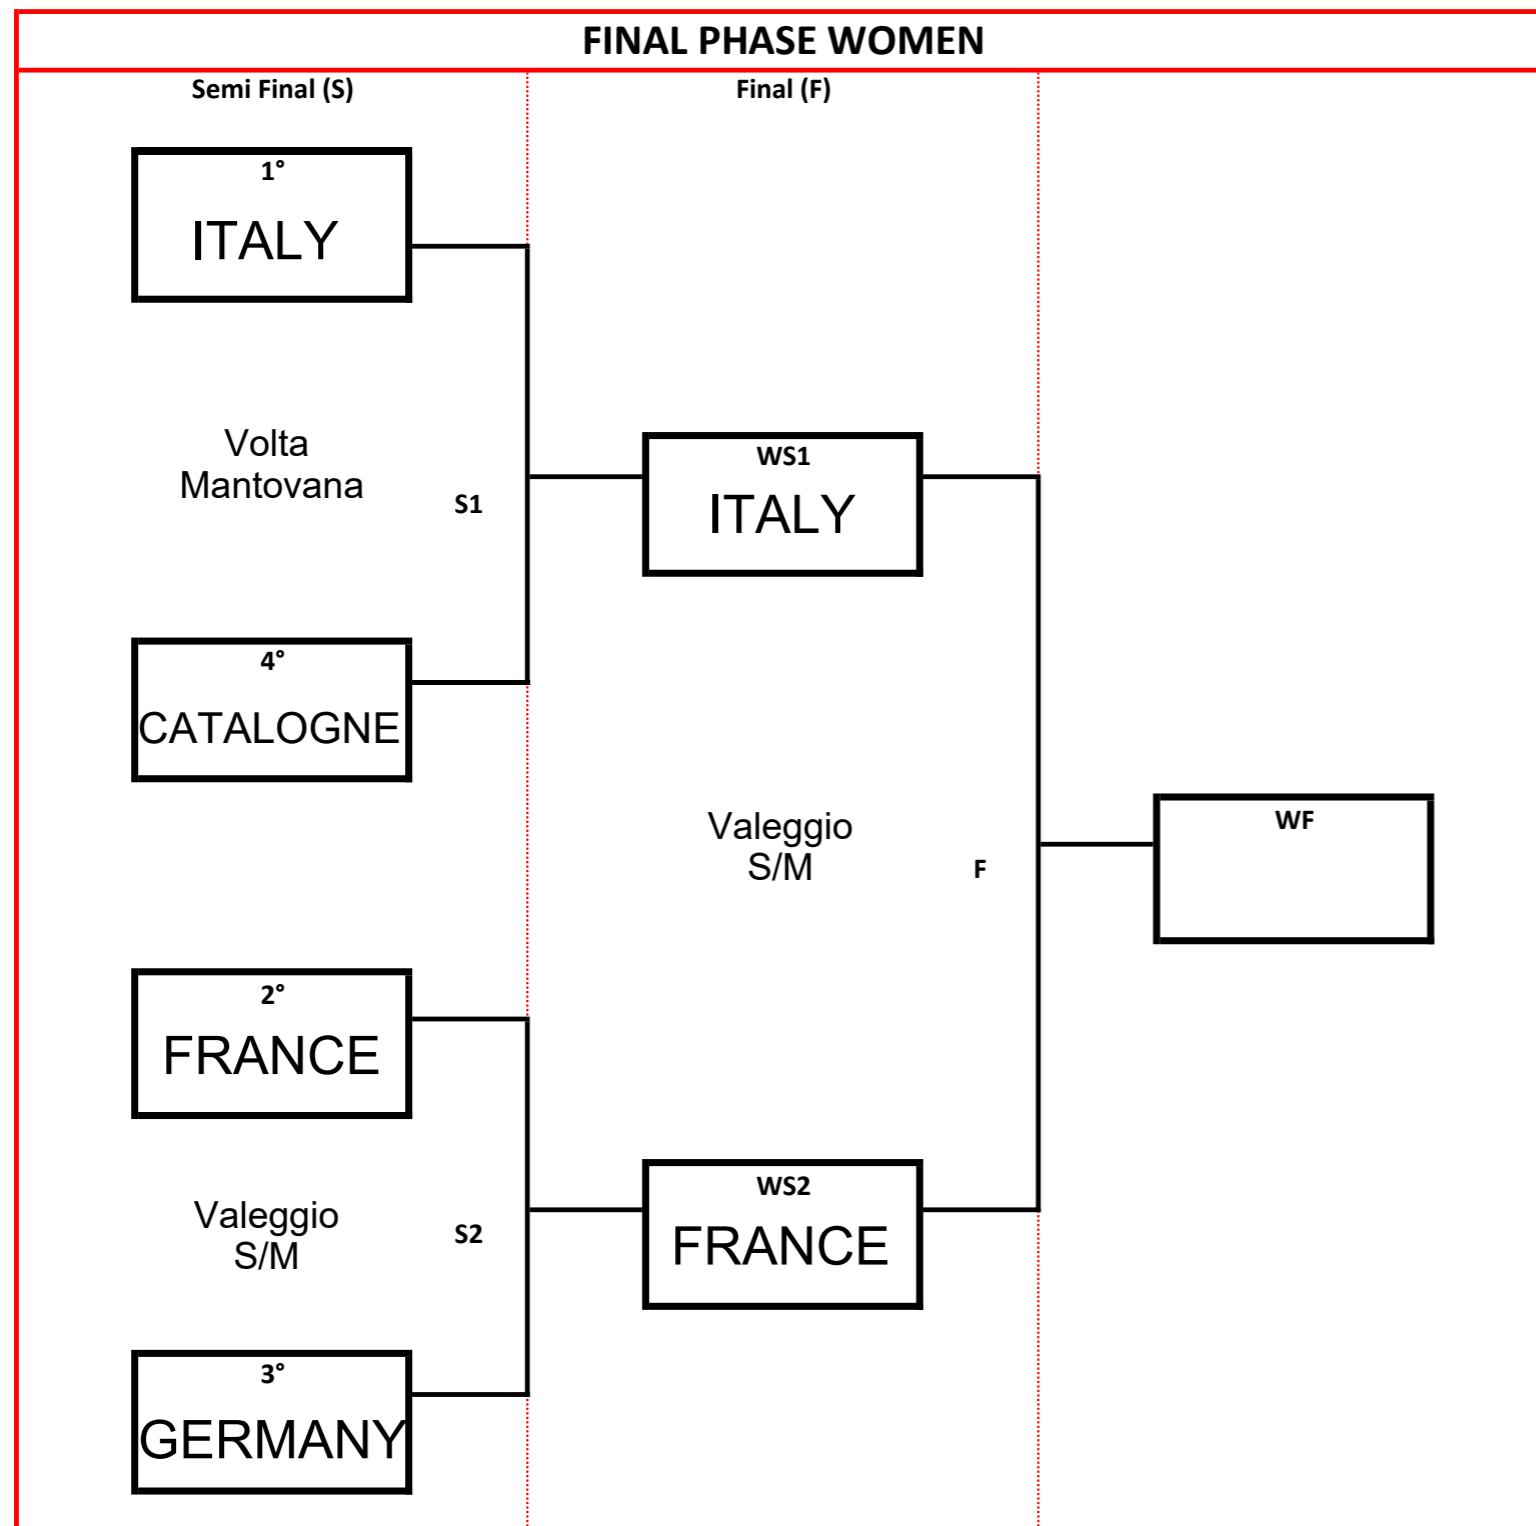 FINAL PHASE WOMEN
Semi Final (S)
Final (F)
1°
ITALY
Volta
Mantovana
S1
4°
CATALOGNE
2°
FRANCE
Valeggio
S/M
S2
3°
GERMANY
WS1
ITALY
Valeggio
S/M
F
WS2
FRANCE
WF